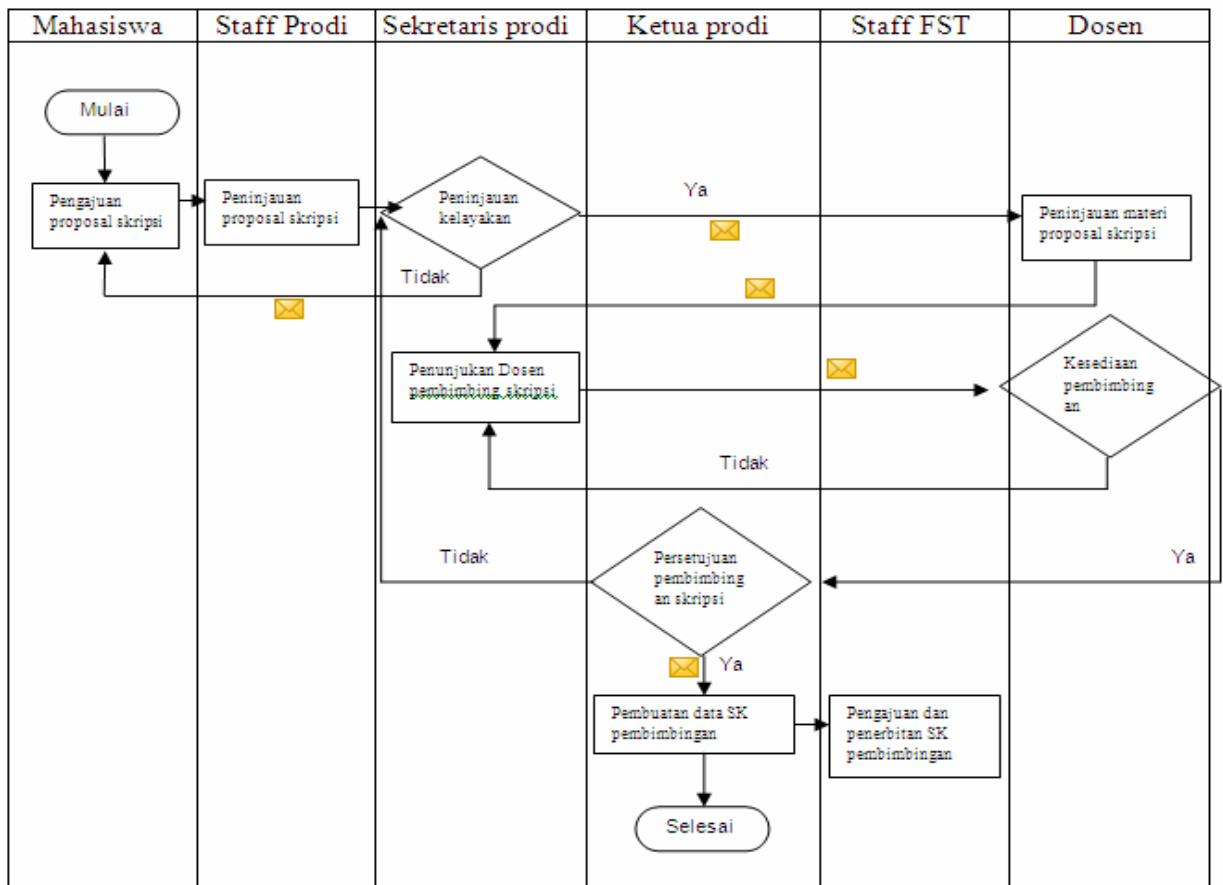 Mahasiswa
Staff Prodi
Sekretaris prodi
Ketua prodi
Staff FST
Dosen
Mulai
Pengajuan
proposal skripsi
Peninjauan
proposal skripsi
Peninjauan
kelayakan
Ya
Peninjauan materi
proposal skripsi
Tidak
Penunjukan Dosen
pembimbing skripsi
Kesediaan
pembimbing
an
Tidak
Tidak
Persetujuan
pembimbing
an skripsi
Ya
Ya
Pembuatan data SK
pembimbingan
Pengajuan dan
penerbitan SK
pembimbingan
Selesai